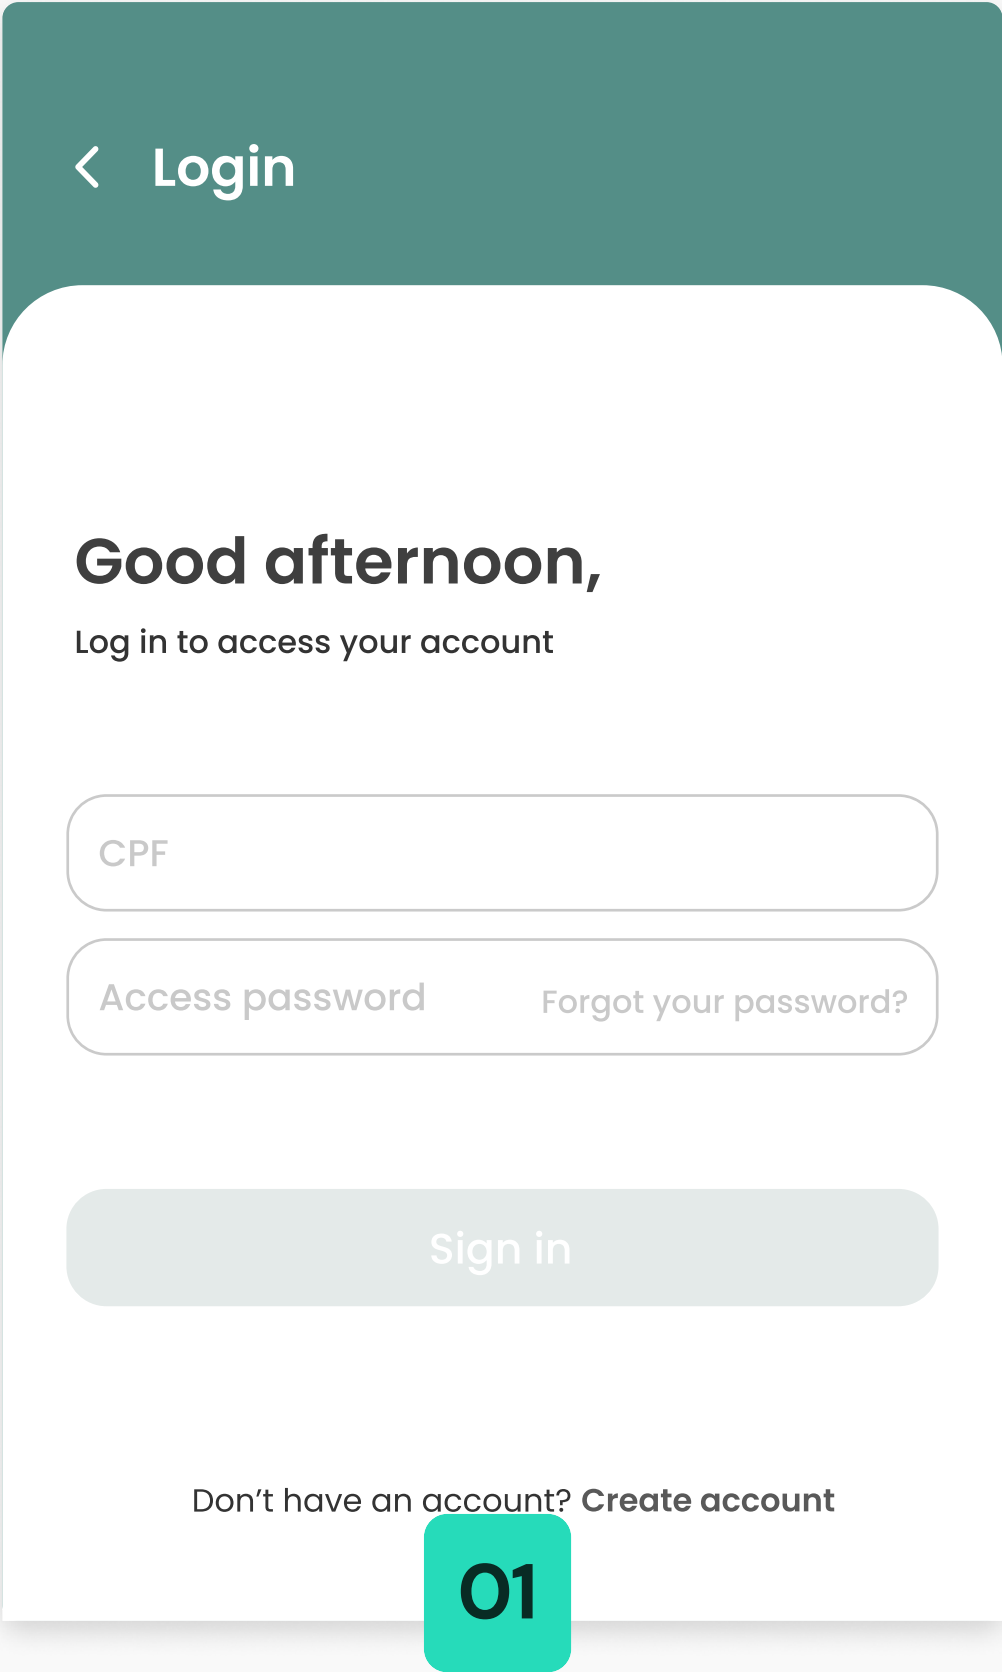 Login
Good afternoon,
Log in to access your account
CPF
Access password Forgot your password?
Sign in
Don’t have an account? Create account
01